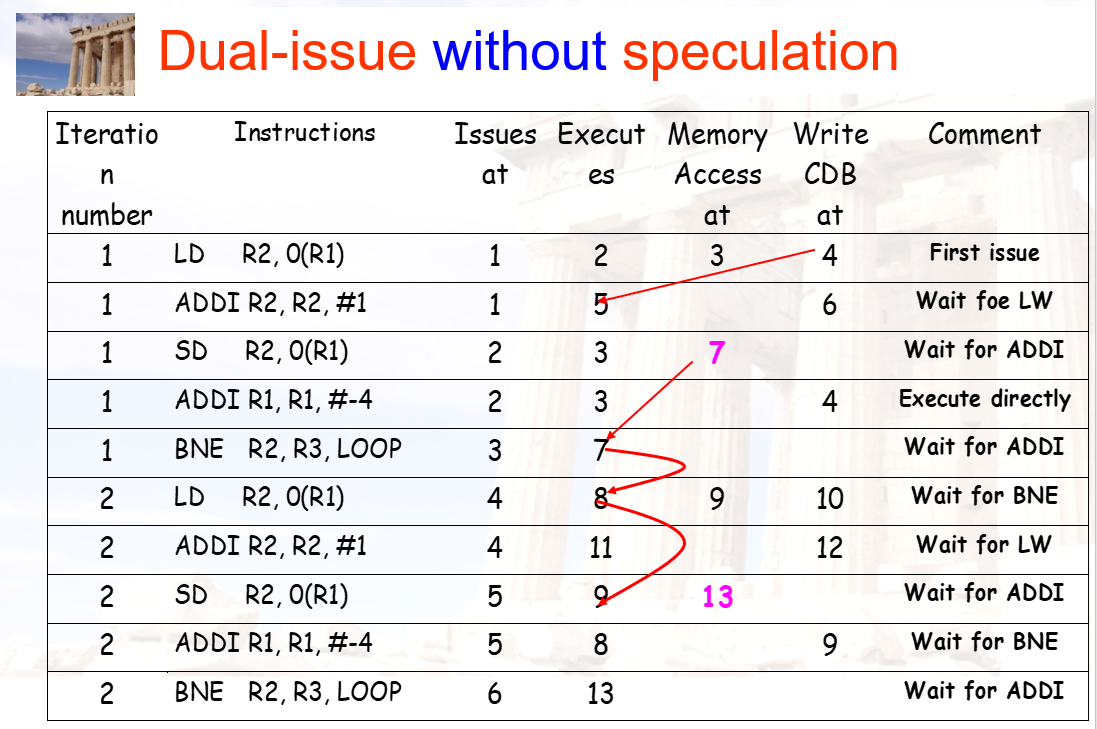 Dual-issue without speculation
Iteratio Instructions Issues Execut Memory Write Comment
n at es Access CDB
number at at
1 LD R2, 0(R1) 1 2 3 4 First issue
1 ADDI R2, R2, #1 1 5 6 Wait foe LW
1 SD R2, 0(R1) 2 3 7 Wait for ADDI
1 ADDI R1, R1, #-4 2 3 4 Execute directly
1 BNE R2, R3, LOOP 3 7 Wait for ADDI
2 LD R2, 0(R1) 4 8 9 10 Wait for BNE
2 ADDI R2, R2, #1 4 11 12 Wait for LW
2 SD R2, 0(R1) 5 9 13 Wait for ADDI
2 ADDI R1, R1, #-4 5 8 9 Wait for BNE
2 BNE R2, R3, LOOP 6 13 Wait for ADDI